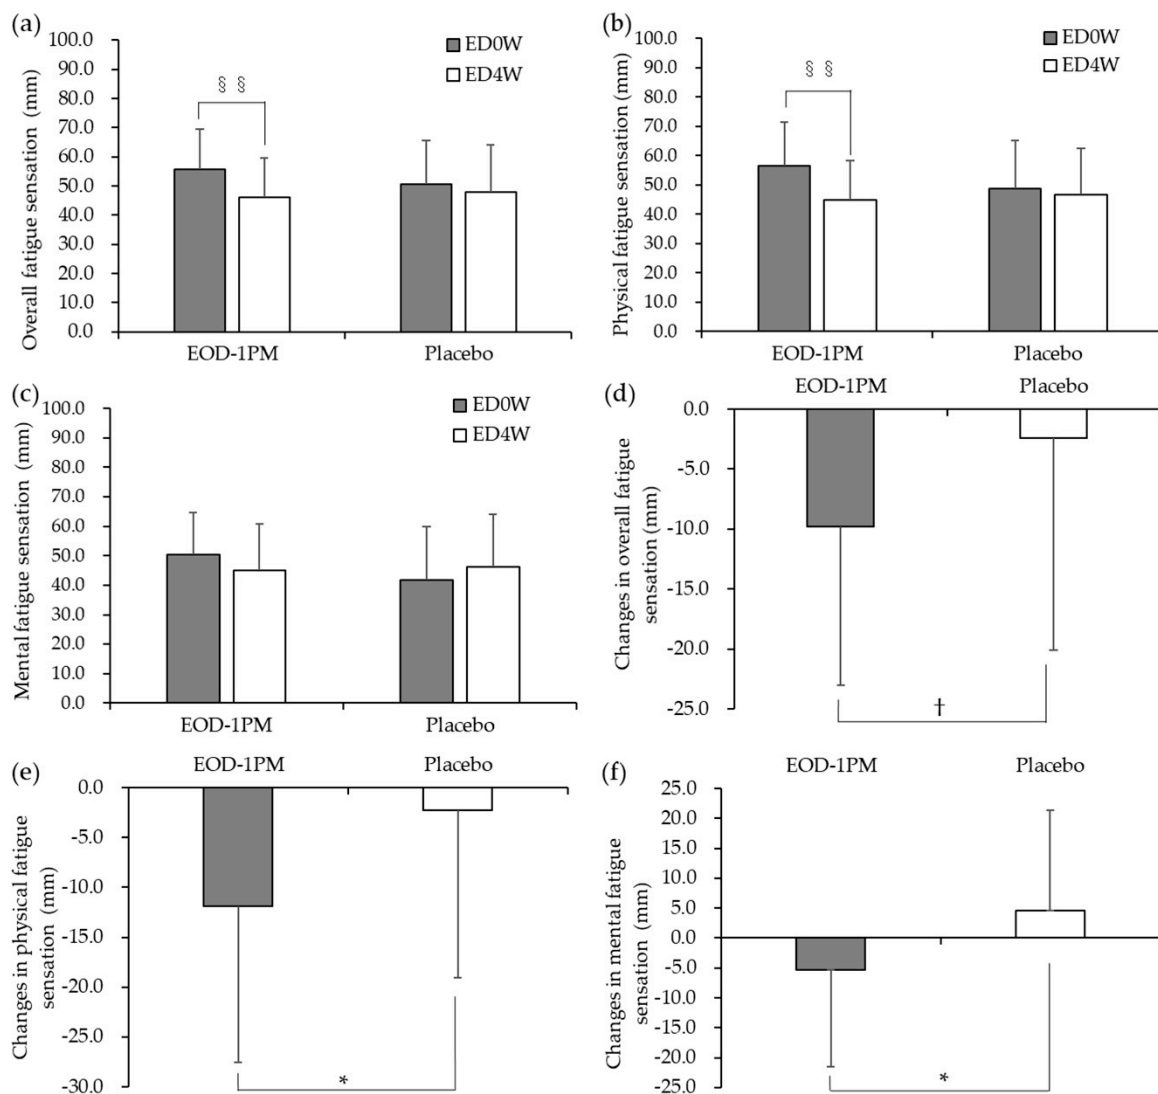 (a)
100.0
90.0
80.0
70.0
60.0
50.0
40.0
30.0
20.0
10.0
0.0
Overall fatigue sensation (mm)
ED0W
ED4W
§ §
EOD-1PM Placebo
(b)
100.0
90.0
80.0
70.0
60.0
50.0
40.0
30.0
20.0
10.0
0.0
Physical fatigue sensation (mm)
ED0W
ED4W
§ §
EOD-1PM Placebo
(c)
100.0
90.0
80.0
70.0
60.0
50.0
40.0
30.0
20.0
10.0
0.0
Mental fatigue sensation (mm)
ED0W
ED4W
EOD-1PM Placebo
(d)
EOD-1PM Placebo
0.0
-5.0
-10.0
-15.0
-20.0
-25.0
Changes in overall fatigue
sensation (mm)
†
(e)
EOD-1PM Placebo
0.0
-5.0
-10.0
-15.0
-20.0
-25.0
-30.0
Changes in physical fatigue
sensation (mm)
*
(f)
EOD-1PM Placebo
25.0
20.0
15.0
10.0
5.0
0.0
-5.0
-10.0
-15.0
-20.0
-25.0
Changes in mental fatigue
sensation (mm)
*